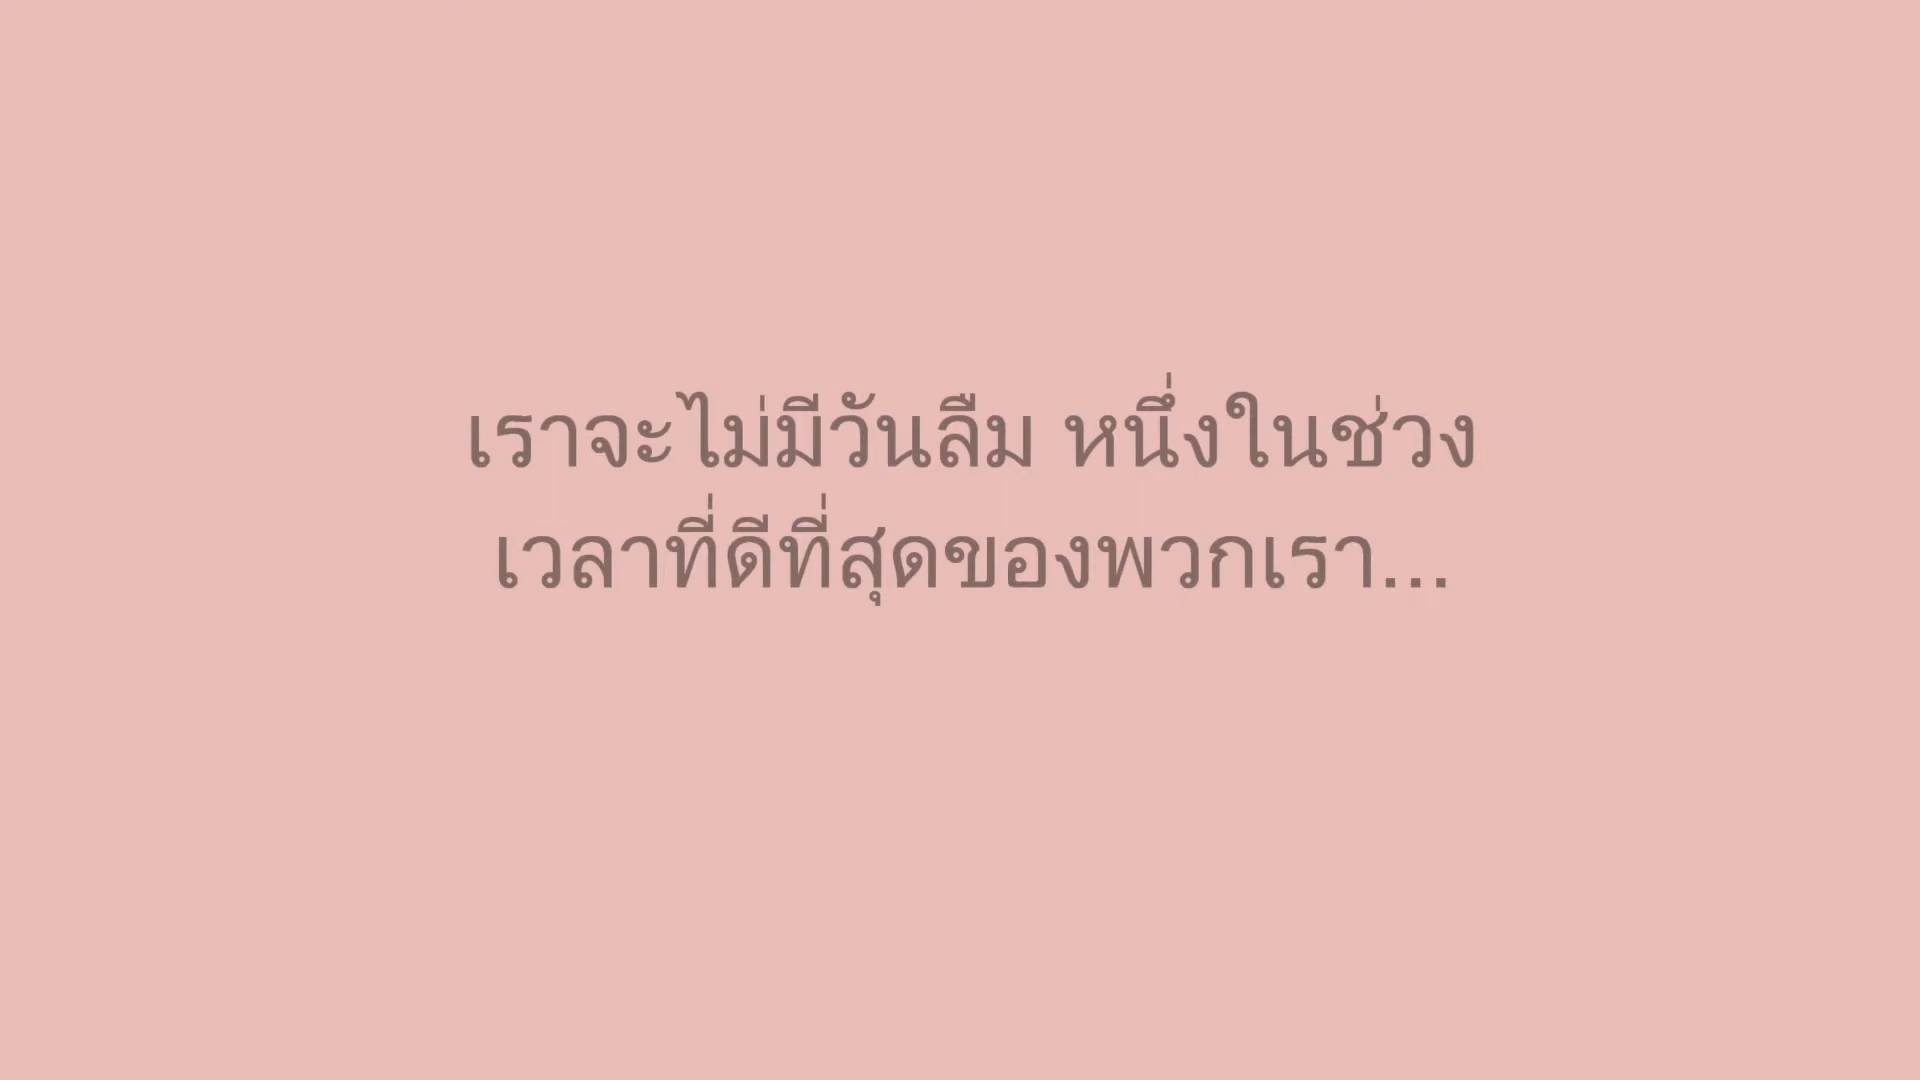 เราจะไม่มีวันลืม หนึ่งในช่วง
เวลาที่ดีที่สุดของพวกเรา...